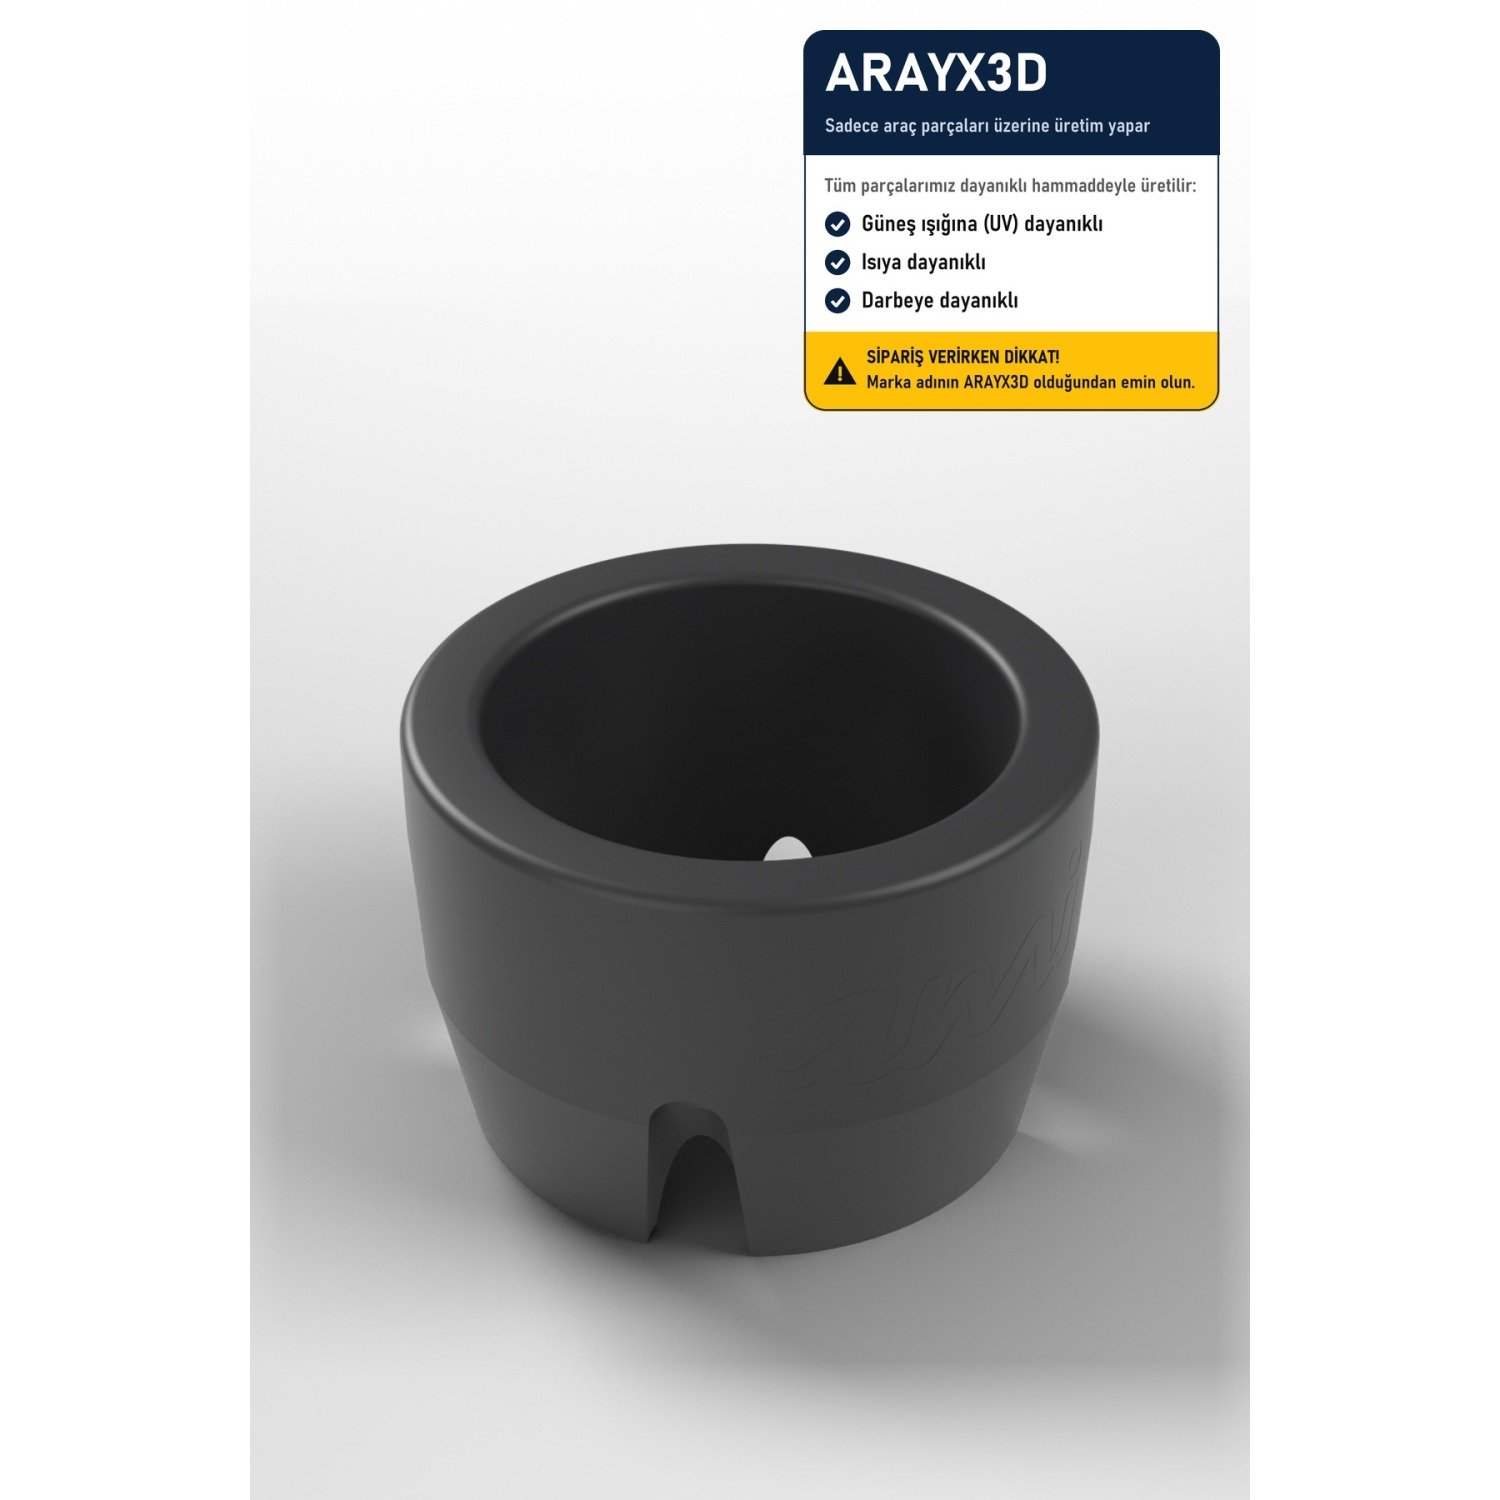 ARAYX3D
Sadece araç parçaları üzerine üretim yapar
Tüm parçalarımız dayanıklı hammaddeyle üretilir:
Güneş ışığına (UV) dayanıklı
Isıya dayanıklı
Darbeye dayanıklı
SİPARİŞ VERİRKEN DİKKAT!
Marka adının ARAYX3D olduğundan emin olun.